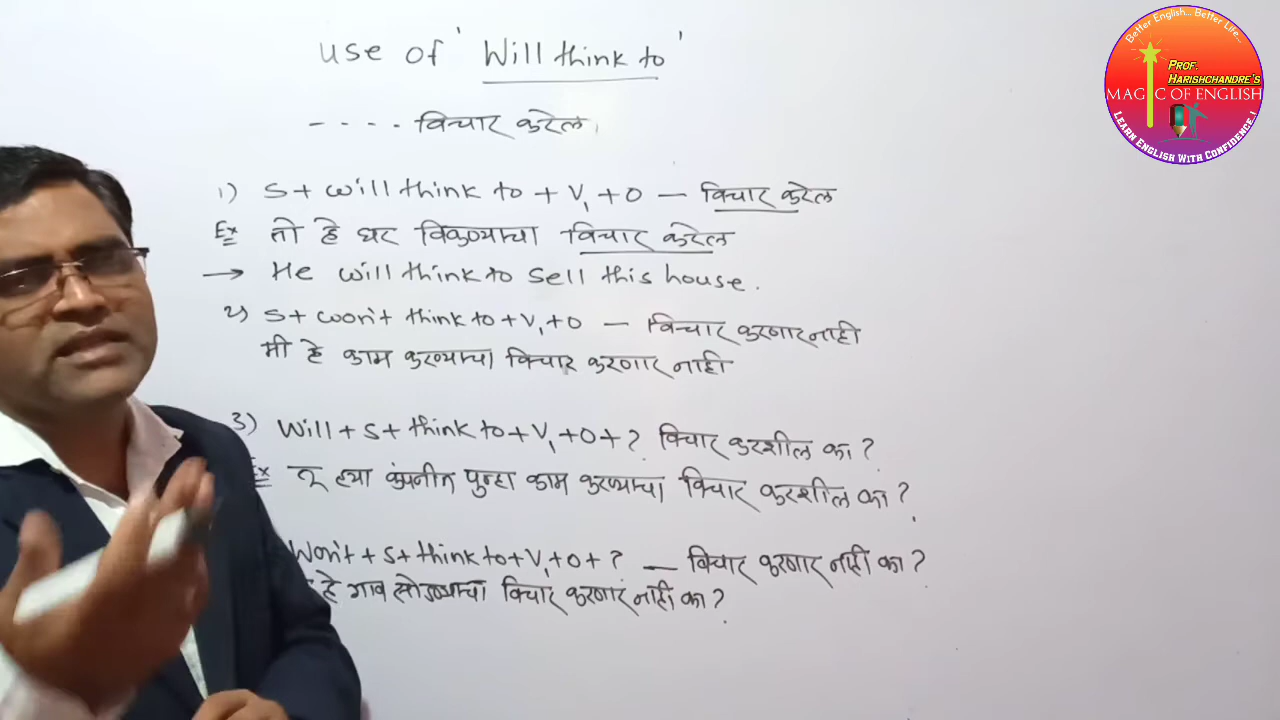 use of 'Will think to'
- - - - विचार करेल
1) S+ will think to + V1 + O — विचार करेल
Ex तो हे घर विकण्याचा विचार करेल
→ He will think to sell this house.
2) S+ won't think to + V1 + O — विचार करणार नाही
मी हे काम करण्याचा विचार करणार नाही
3) Will + S + think to + V1 + O + ? विचार करशील का ?
Ex तू ह्या कंपनीत पुन्हा काम करण्याचा विचार करशील का ?
Won't + S + think to + V1 + O + ? — विचार करणार नाही का ?
हे गाव सोडण्याचा विचार करणार नाही का ?
Better English... Better Life...
PROF. HARISHCHANDRE'S
MAGIC OF ENGLISH
LEARN ENGLISH WITH CONFIDENCE.!